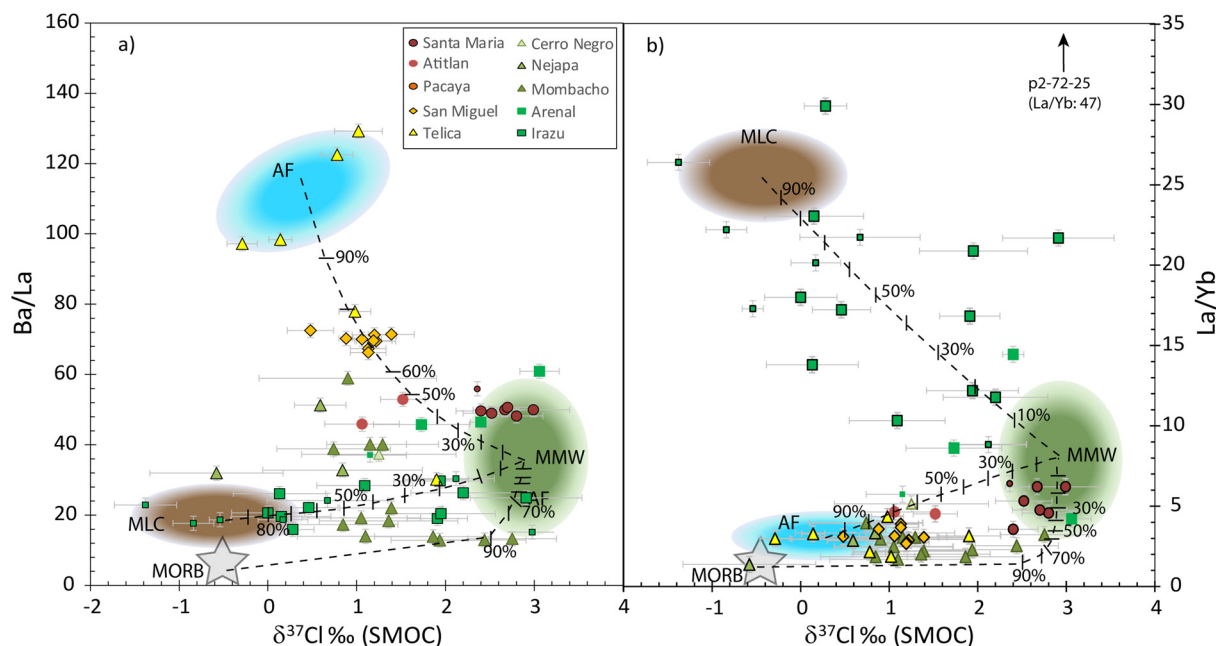 a)
160
140
120
100
80
60
40
20
0
Ba/La
-2
-1
0
1
2
3
4
δ³⁷Cl ‰ (SMOC)
Santa Maria
Atitlan
Pacaya
San Miguel
Telica
Cerro Negro
Nejapa
Mombacho
Arenal
Irazu
AF
90%
60%
50%
30%
MMW
30%
50%
80%
MLC
AF
70%
90%
MORB
b)
p2-72-25
(La/Yb: 47)
MLC
90%
50%
30%
10%
MMW
30%
50%
90%
AF
30%
50%
70%
90%
MORB
35
30
25
20
15
10
5
0
La/Yb
-1
0
1
2
3
4
δ³⁷Cl ‰ (SMOC)